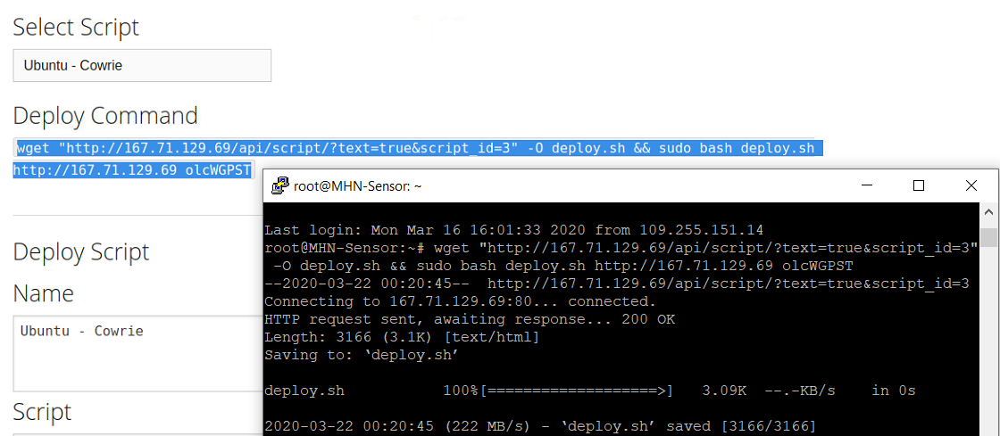 Select Script
Ubuntu - Cowrie
Deploy Command
wget "http://167.71.129.69/api/script/?text=true&script_id=3" -O deploy.sh && sudo bash deploy.sh
http://167.71.129.69 olcWGPST
Deploy Script
Name
Ubuntu - Cowrie
Script
root@MHN-Sensor: ~
Last login: Mon Mar 16 16:01:33 2020 from 109.255.151.14
root@MHN-Sensor:~# wget "http://167.71.129.69/api/script/?text=true&script_id=3"
-O deploy.sh && sudo bash deploy.sh http://167.71.129.69 olcWGPST
--2020-03-22 00:20:45-- http://167.71.129.69/api/script/?text=true&script_id=3
Connecting to 167.71.129.69:80... connected.
HTTP request sent, awaiting response... 200 OK
Length: 3166 (3.1K) [text/html]
Saving to: ‘deploy.sh’
deploy.sh 100%[===================>] 3.09K --.-KB/s in 0s
2020-03-22 00:20:45 (222 MB/s) - ‘deploy.sh’ saved [3166/3166]